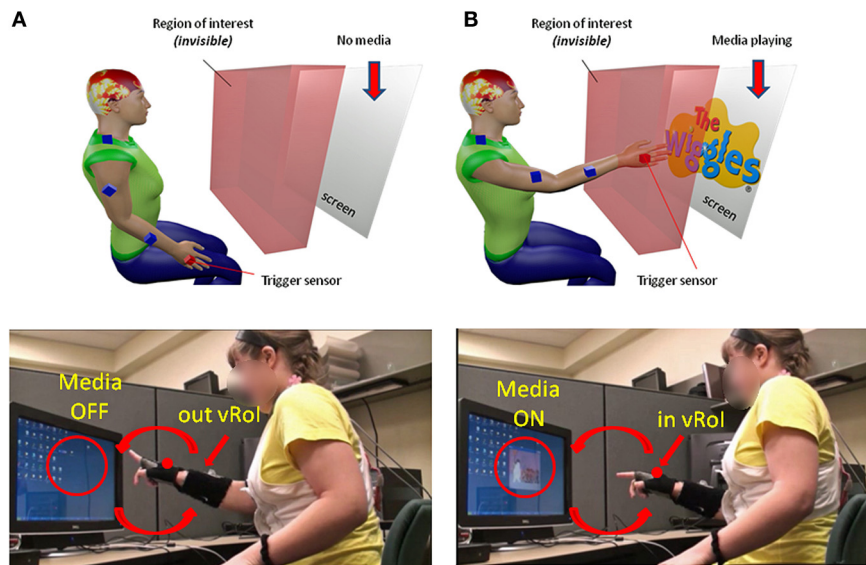 A
Region of interest
(invisible)
No media
screen
Trigger sensor
B
Region of interest
(invisible)
Media playing
The
Wiggles
®
screen
Trigger sensor
Media
OFF
out vRoI
Media
ON
in vRoI